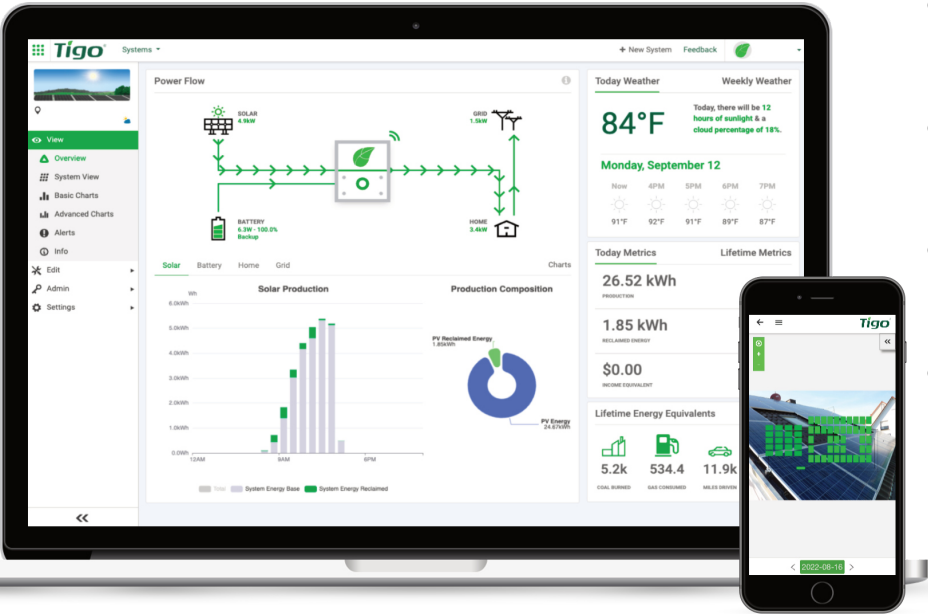 Tigo
Systems
+ New System
Feedback
View
Overview
System View
Basic Charts
Advanced Charts
Alerts
Info
Edit
Admin
Settings
«
Power Flow
SOLAR
4.9kW
GRID
1.5kW
BATTERY
6.3W - 100.0%
Backup
HOME
3.4kW
Solar Battery Home Grid
Charts
Solar Production
Wh
6.0kWh
5.0kWh
4.0kWh
3.0kWh
2.0kWh
1.0kWh
0.0kWh
12AM 9AM 6PM
Total System Energy Base System Energy Reclaimed
Production Composition
PV Reclaimed Energy
1.85kWh
PV Energy
24.67kWh
Today Weather Weekly Weather
84°F
Today, there will be 12
hours of sunlight & a
cloud percentage of 18%.
Monday, September 12
Now 4PM 5PM 6PM 7PM
91°F 92°F 91°F 89°F 87°F
Today Metrics Lifetime Metrics
26.52 kWh
PRODUCTION
1.85 kWh
RECLAIMED ENERGY
$0.00
INCOME EQUIVALENT
Lifetime Energy Equivalents
5.2k 534.4 11.9k
COAL BURNED GAS CONSUMED MILES DRIVEN
Tigo
«
< 2022-08-16 >